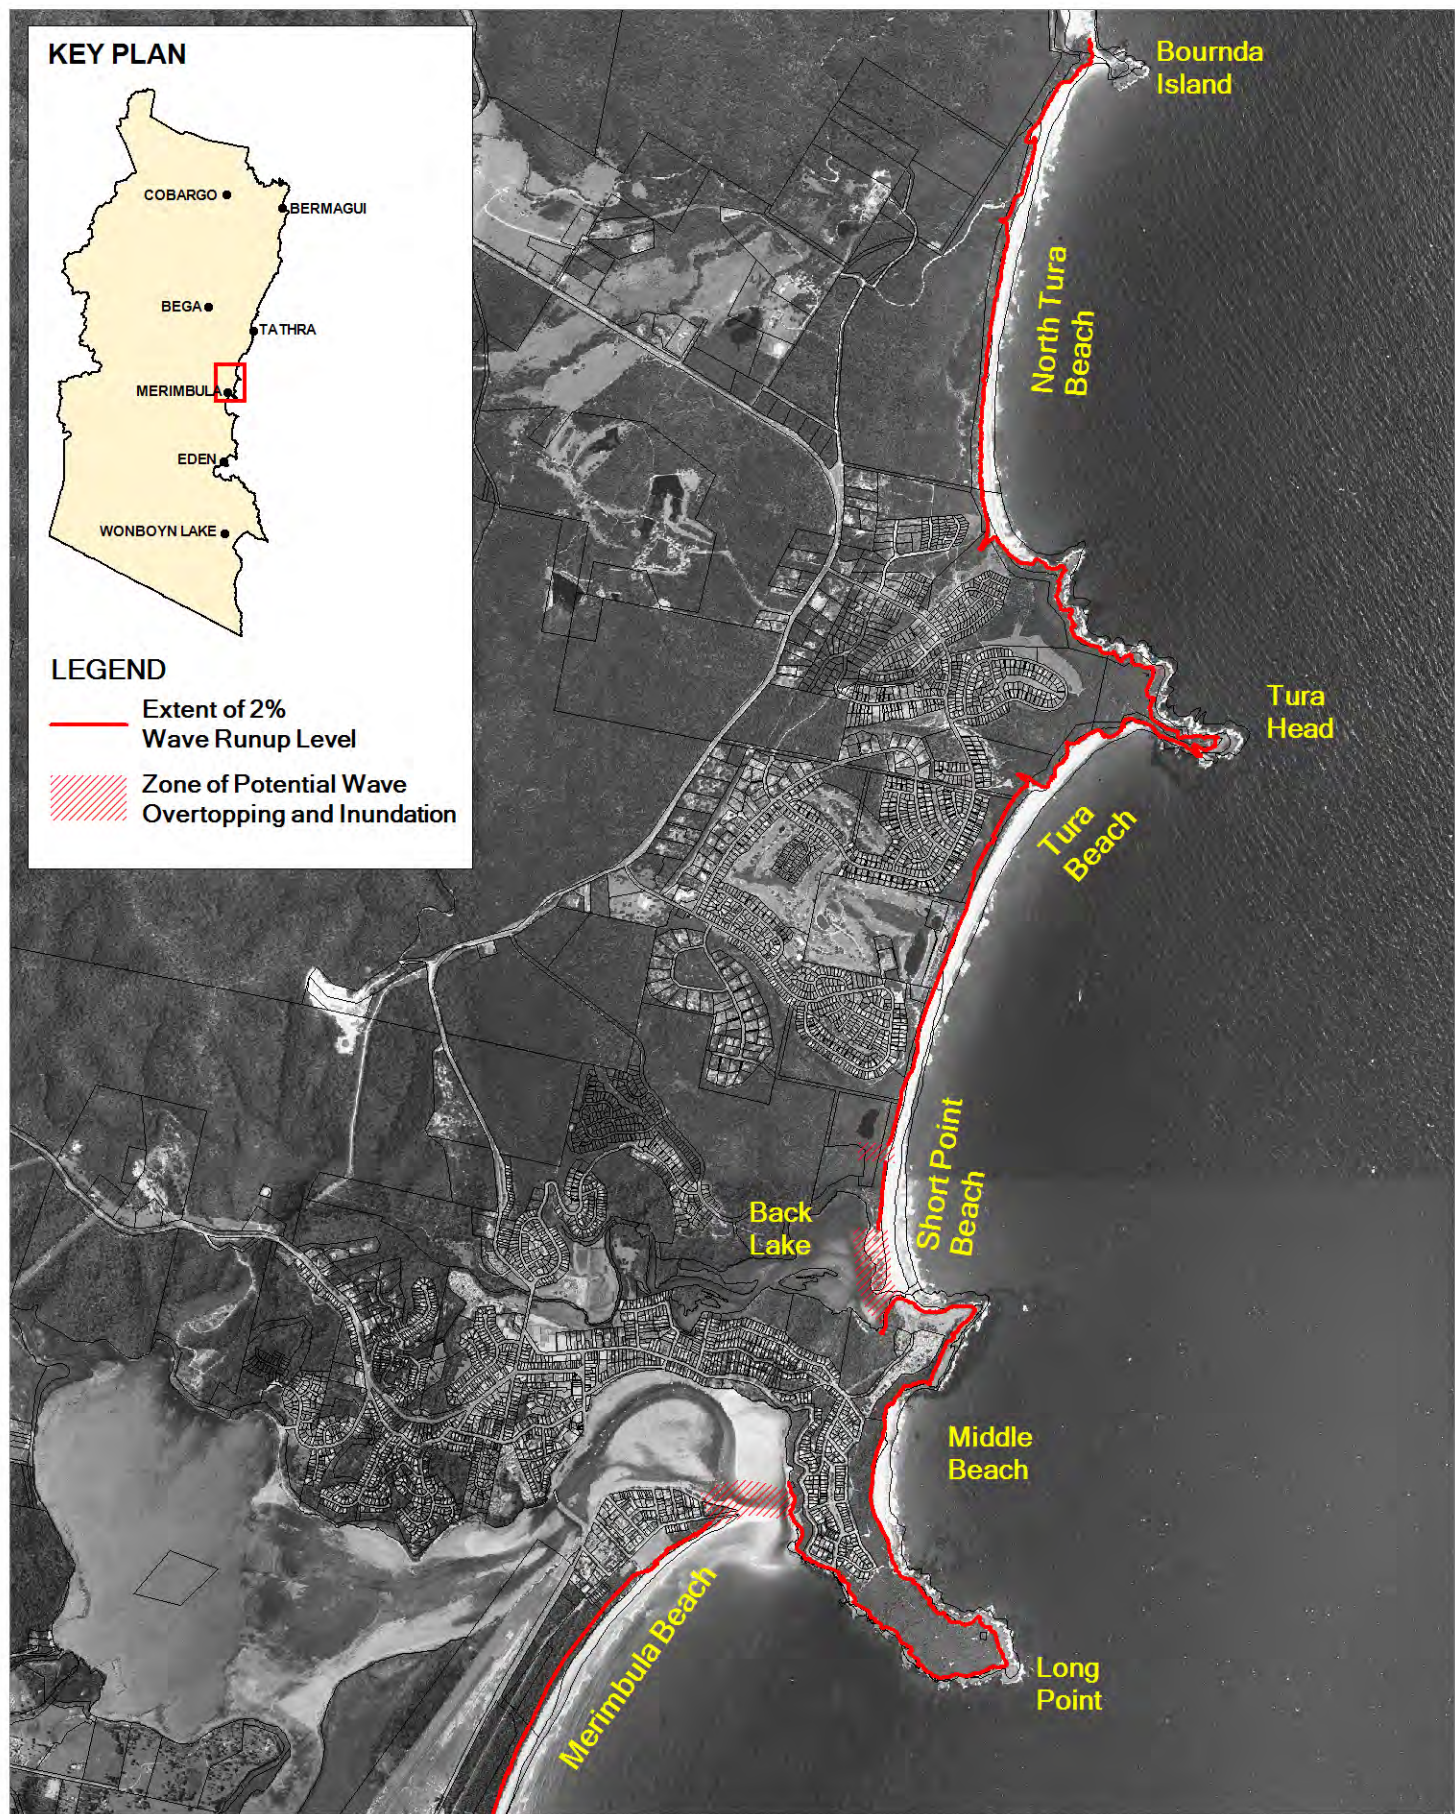 KEY PLAN
COBARGO
BERMAGUI
BEGA
TATHRA
MERIMBULA
EDEN
WONBOYN LAKE
LEGEND
Extent of 2%
Wave Runup Level
Zone of Potential Wave
Overtopping and Inundation
Bournda
Island
North Tura
Beach
Tura
Head
Tura
Beach
Short Point
Beach
Back
Lake
Middle
Beach
Merimbula Beach
Long
Point